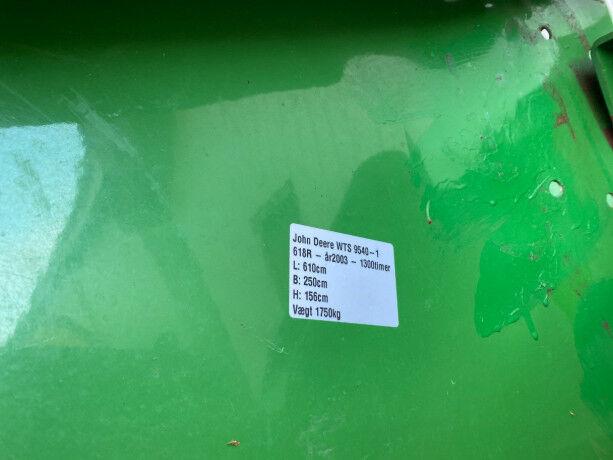 John Deere WTS 9540-1
618R - år2003 - 1300timer
L: 610cm
B: 250cm
H: 156cm
Vægt 1750kg